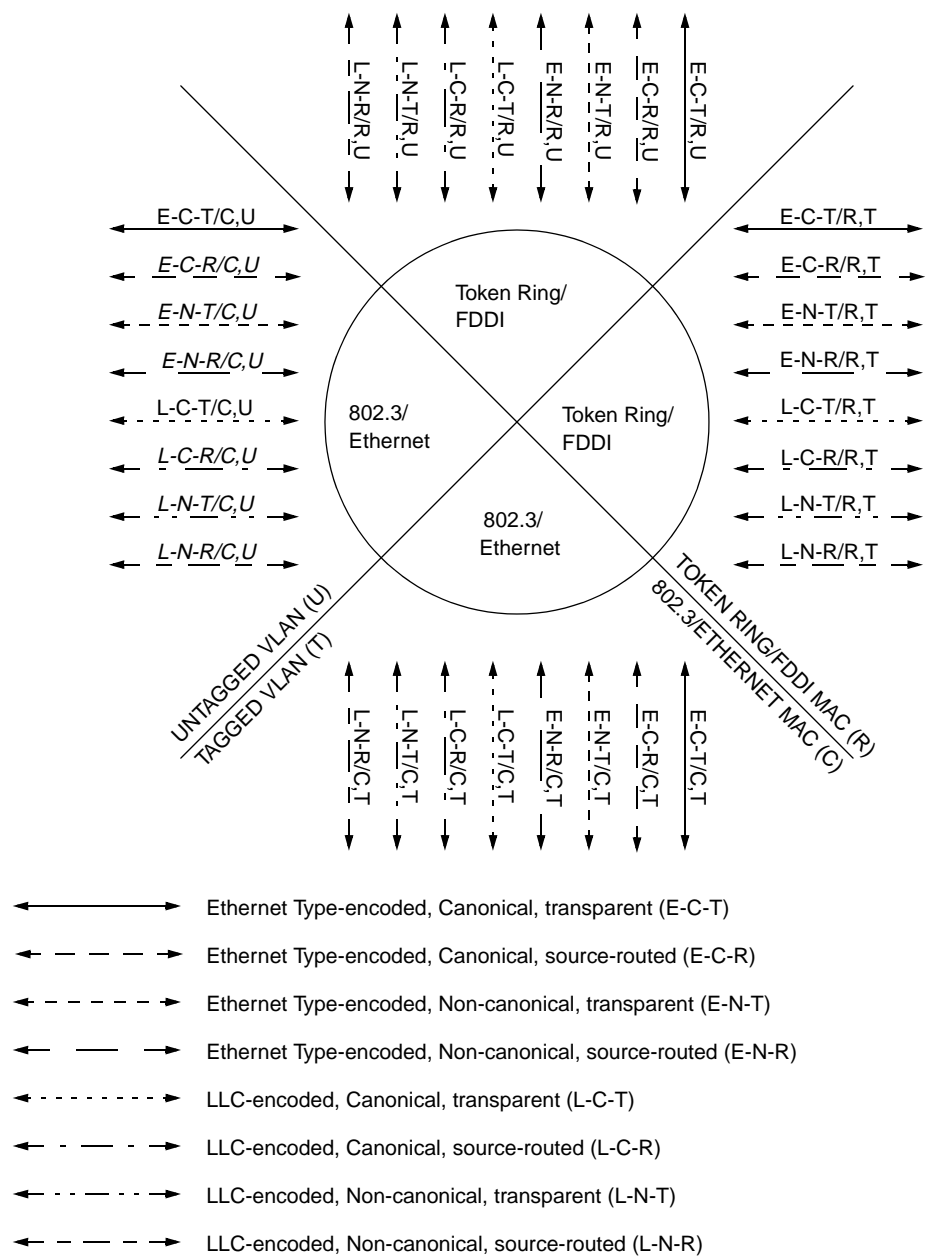 L-N-R/R,U
L-N-T/R,U
L-C-R/R,U
L-C-T/R,U
E-N-R/R,U
E-N-T/R,U
E-C-R/R,U
E-C-T/R,U
E-C-T/C,U
E-C-R/C,U
E-N-T/C,U
E-N-R/C,U
L-C-T/C,U
L-C-R/C,U
L-N-T/C,U
L-N-R/C,U
Token Ring/
FDDI
802.3/
Ethernet
Token Ring/
FDDI
802.3/
Ethernet
E-C-T/R,T
E-C-R/R,T
E-N-T/R,T
E-N-R/R,T
L-C-T/R,T
L-C-R/R,T
L-N-T/R,T
L-N-R/R,T
UNTAGGED VLAN (U)
TAGGED VLAN (T)
TOKEN RING/FDDI MAC (R)
802.3/ETHERNET MAC (C)
L-N-R/C,T
L-N-T/C,T
L-C-R/C,T
L-C-T/C,T
E-N-R/C,T
E-N-T/C,T
E-C-R/C,T
E-C-T/C,T
Ethernet Type-encoded, Canonical, transparent (E-C-T)
Ethernet Type-encoded, Canonical, source-routed (E-C-R)
Ethernet Type-encoded, Non-canonical, transparent (E-N-T)
Ethernet Type-encoded, Non-canonical, source-routed (E-N-R)
LLC-encoded, Canonical, transparent (L-C-T)
LLC-encoded, Canonical, source-routed (L-C-R)
LLC-encoded, Non-canonical, transparent (L-N-T)
LLC-encoded, Non-canonical, source-routed (L-N-R)